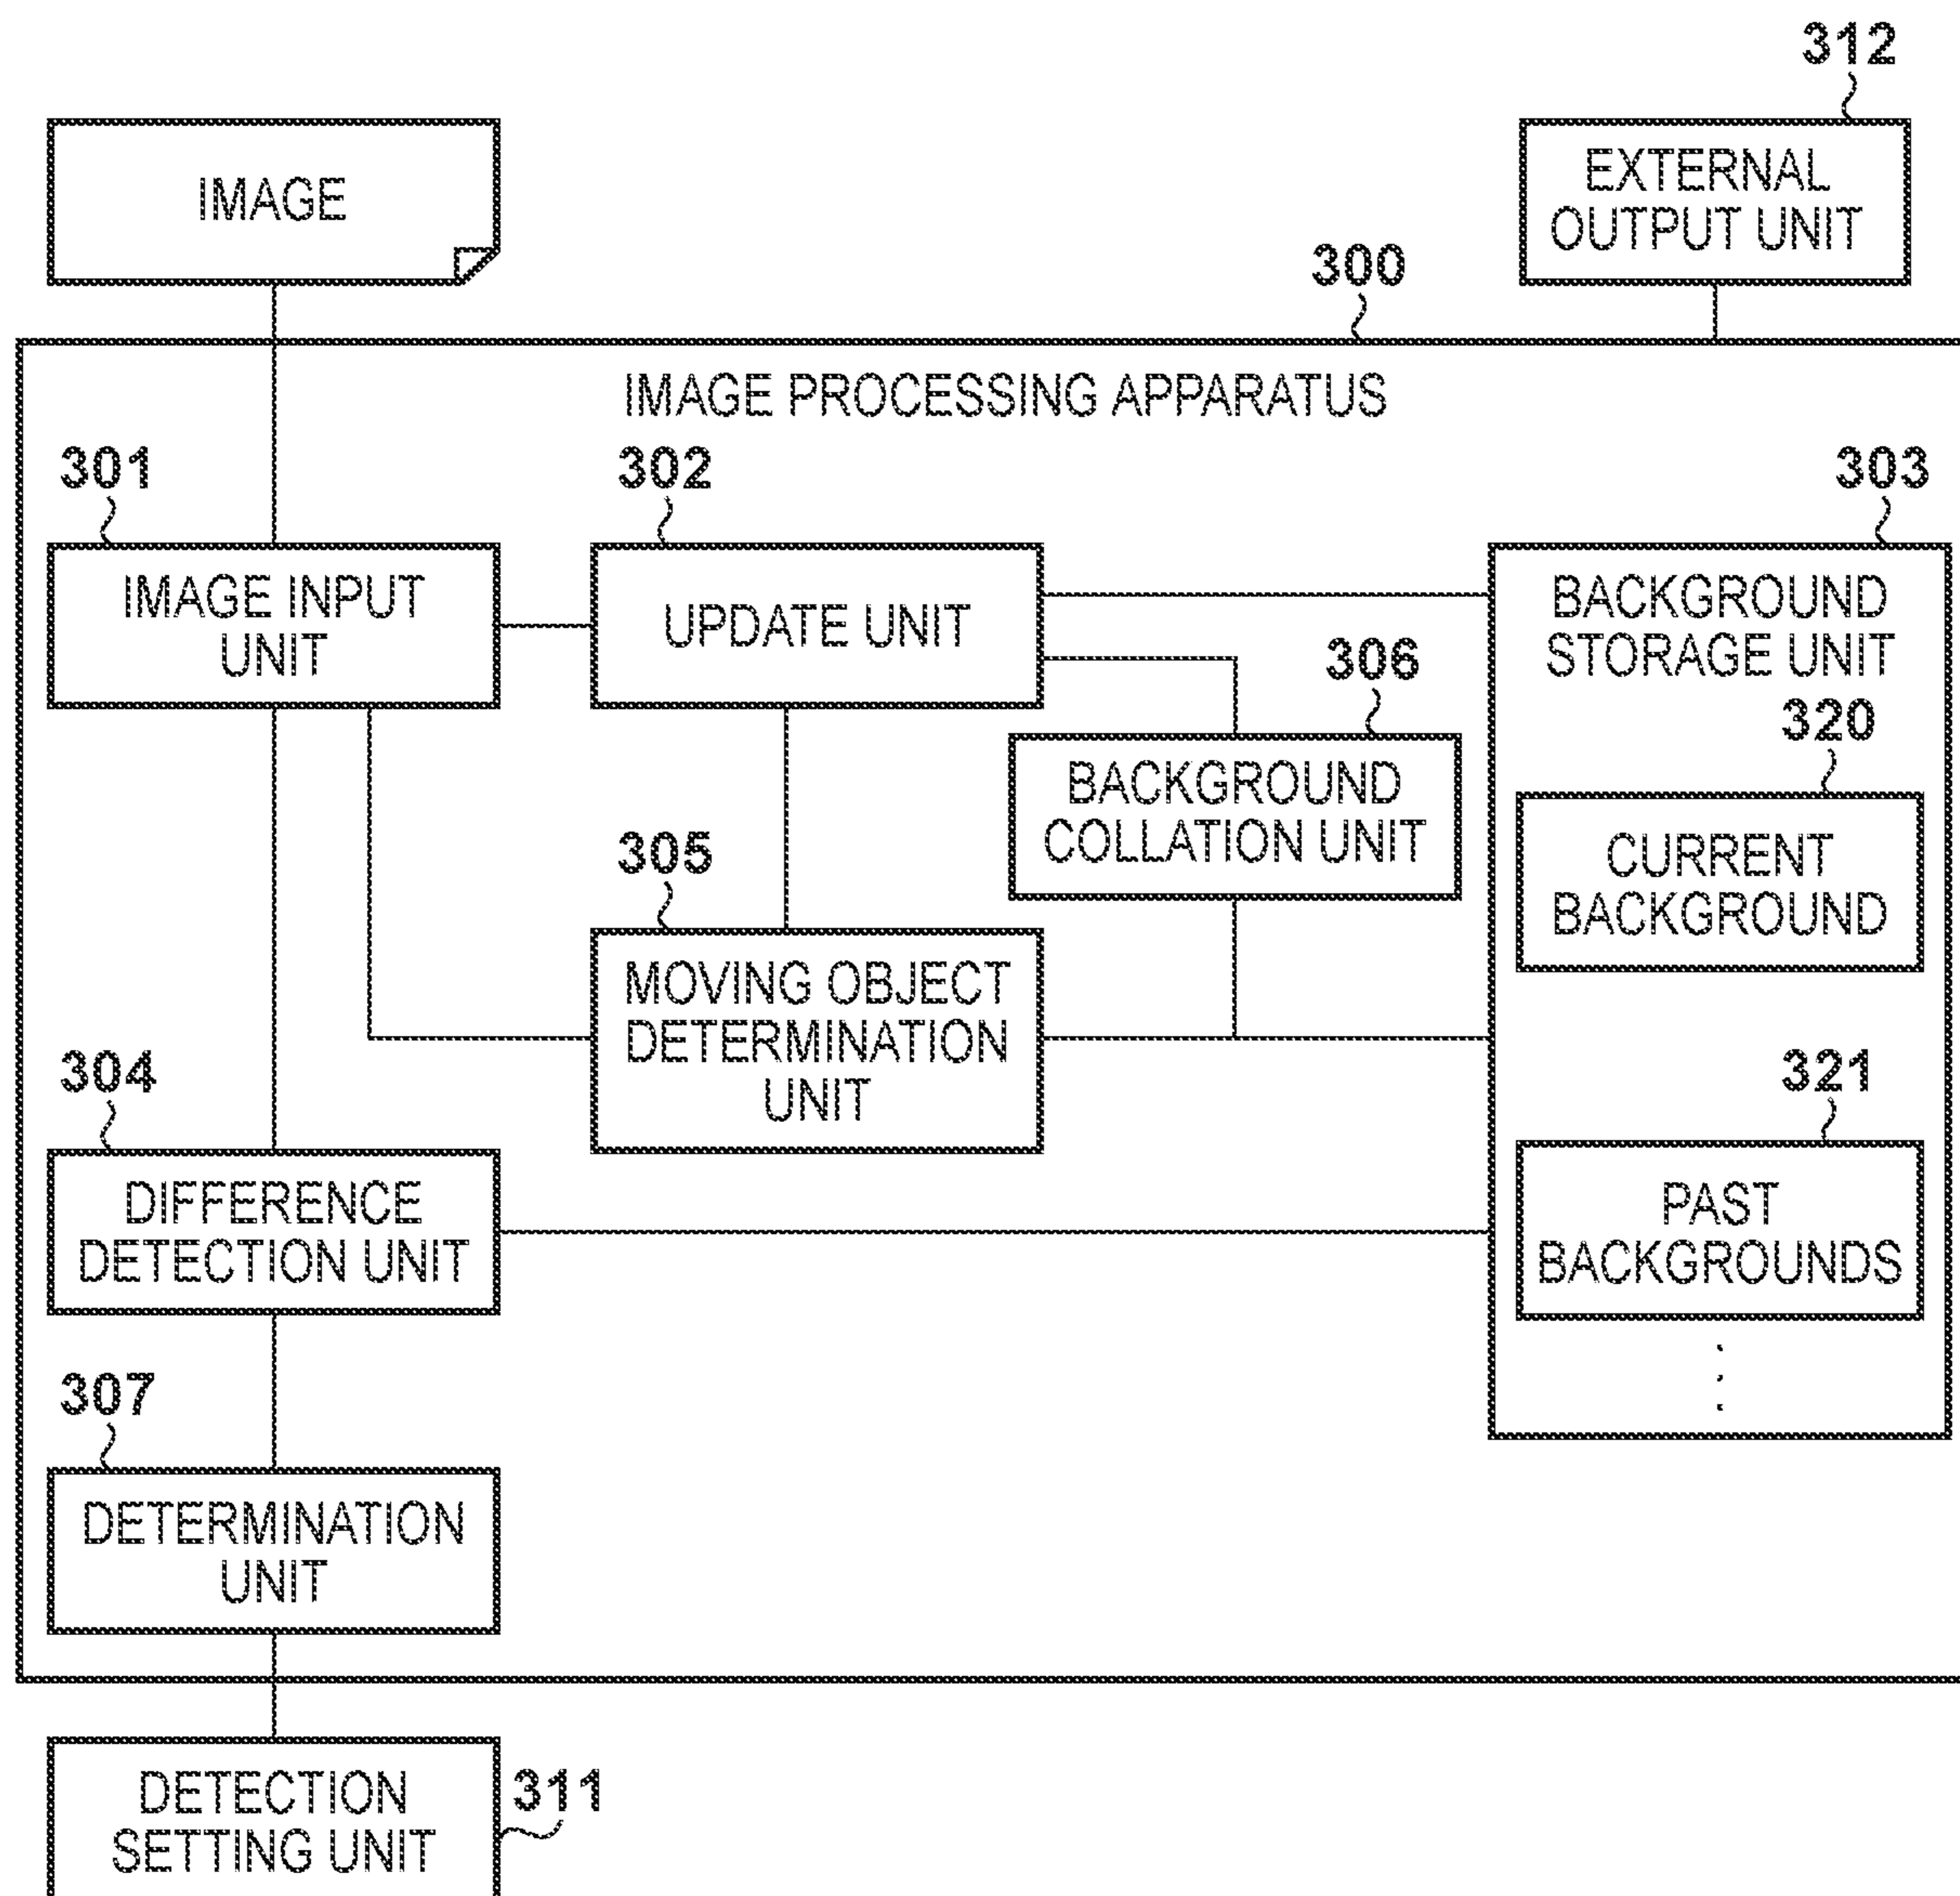 312
IMAGE
EXTERNAL
OUTPUT UNIT
300
IMAGE PROCESSING APPARATUS
301
302
303
IMAGE INPUT
UNIT
UPDATE UNIT
BACKGROUND
STORAGE UNIT
306
320
BACKGROUND
COLLATION UNIT
305
CURRENT
BACKGROUND
MOVING OBJECT
DETERMINATION
UNIT
304
321
DIFFERENCE
DETECTION UNIT
PAST
BACKGROUNDS
307
DETERMINATION
UNIT
DETECTION
SETTING UNIT
311